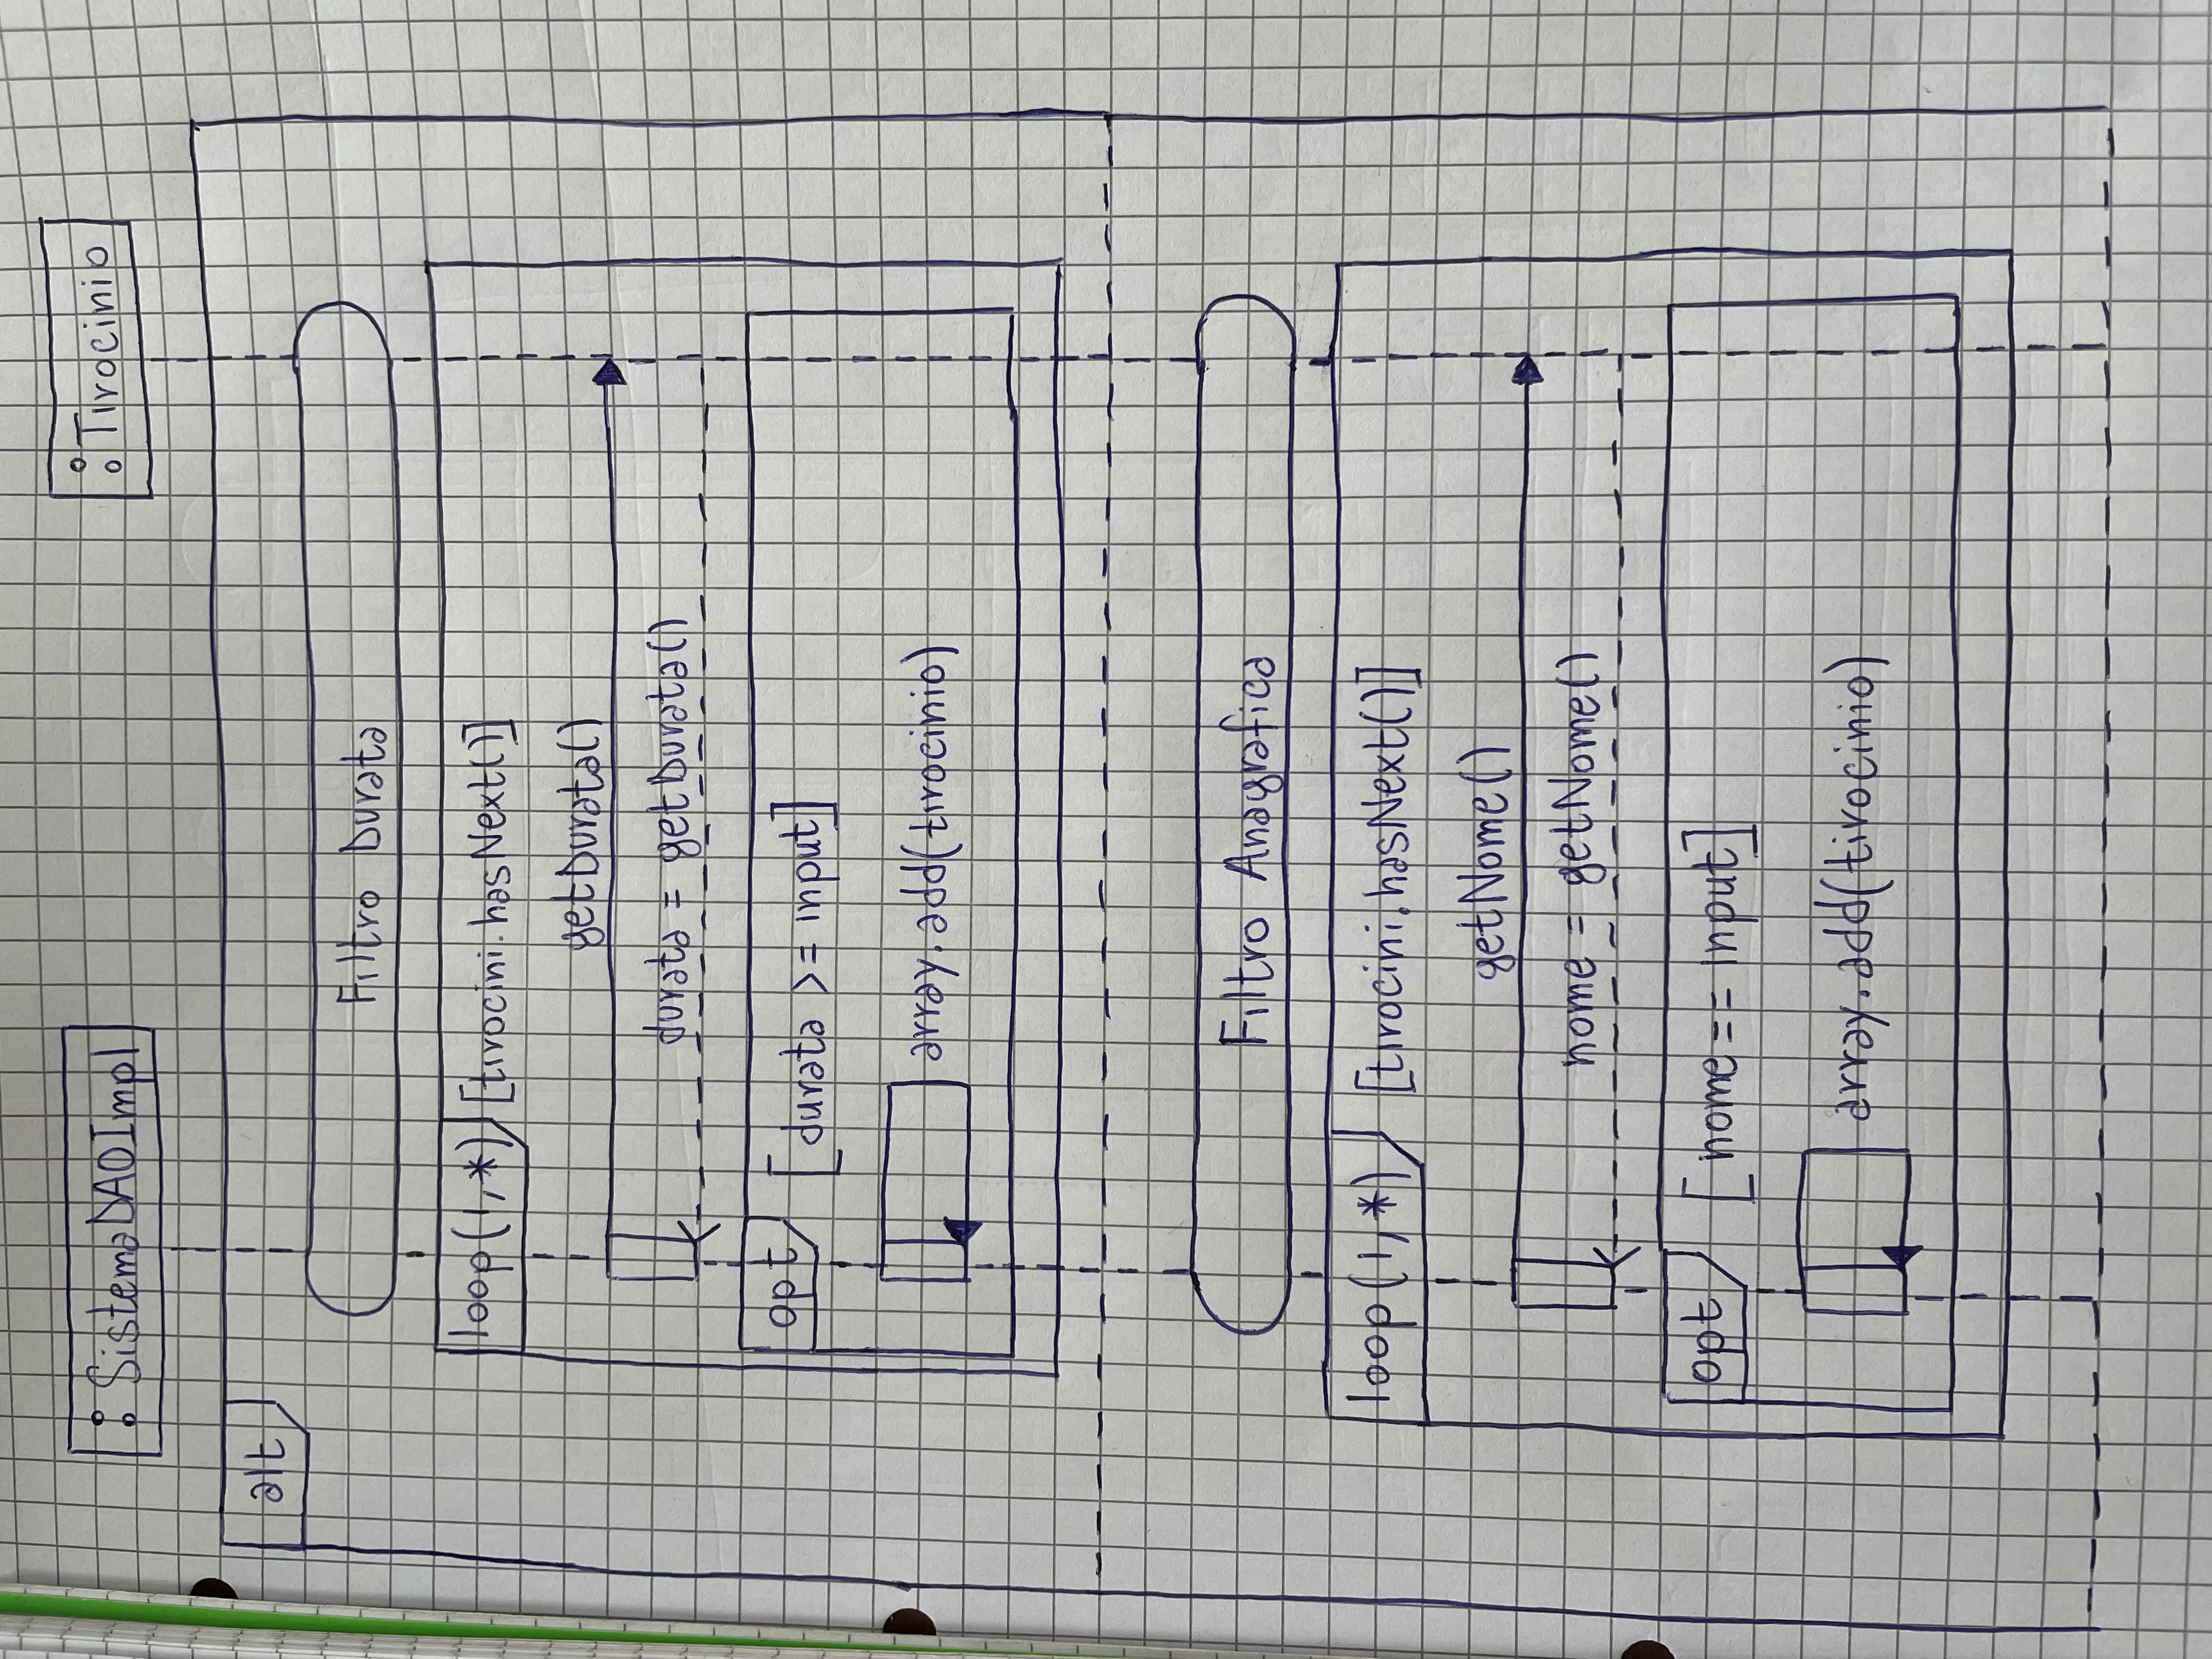 : SistemaDAOImpl
: Tirocinio
alt
Filtro Durata
loop(1,*) [tirocini.hasNext()]
getDurata()
durata = getDurata()
opt [durata >= input]
array.add(tirocinio)
Filtro Anagrafica
loop(1,*) [tirocini.hasNext()]
getNome()
nome = getNome()
opt [nome == input]
array.add(tirocinio)